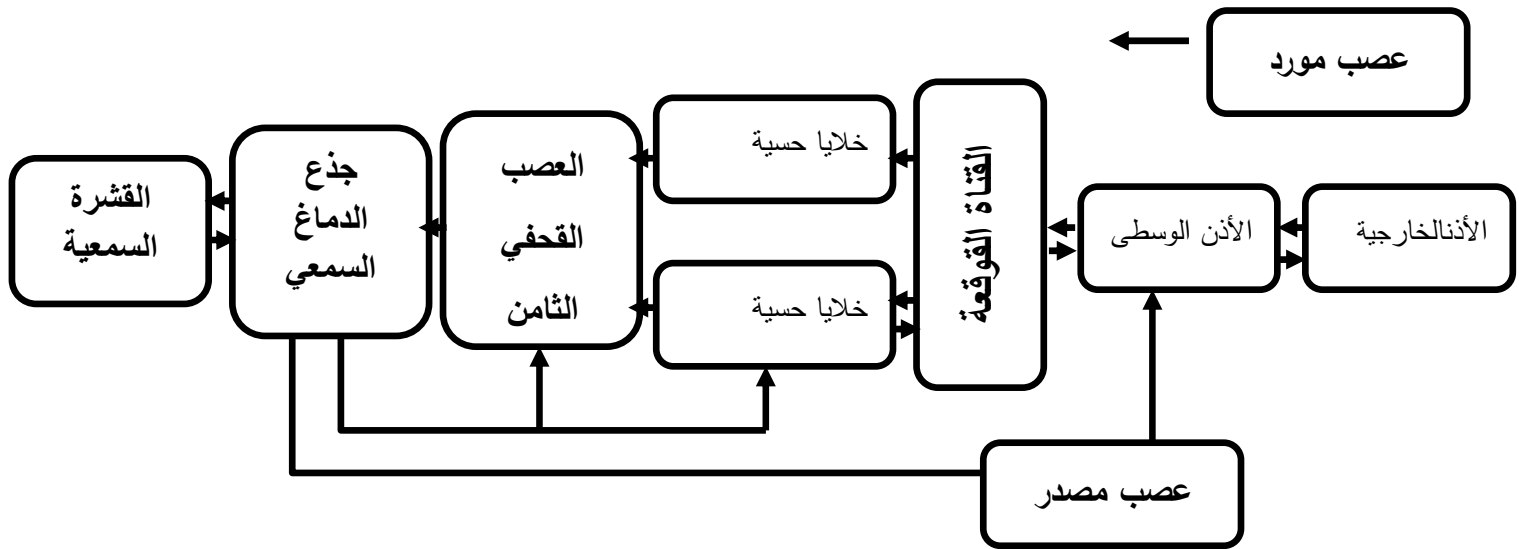 عصب مورد
الأذنالخارجية
الأذن الوسطى
القناة القوقعة
خلايا حسية
خلايا حسية
العصب
القحفي
الثامن
جذع
الدماغ
السمعي
القشرة
السمعية
عصب مصدر